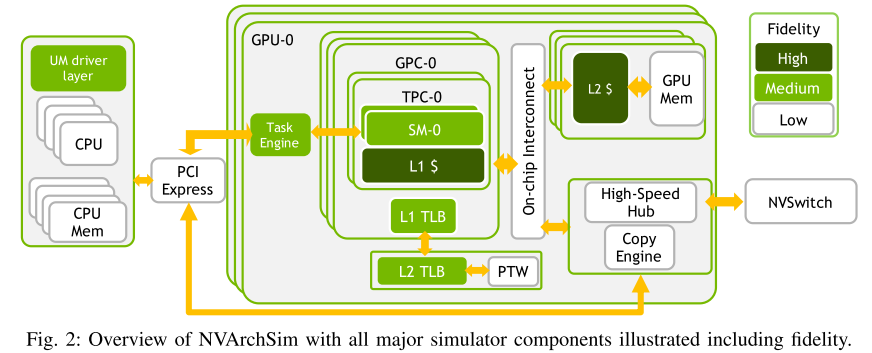 UM driver
layer
CPU
CPU
Mem
PCI
Express
GPU-0
Task
Engine
GPC-0
TPC-0
SM-0
L1 $
L1 TLB
L2 TLB
PTW
On-chip Interconnect
L2 $
GPU
Mem
High-Speed
Hub
Copy
Engine
NVSwitch
Fidelity
High
Medium
Low
Fig. 2: Overview of NVArchSim with all major simulator components illustrated including fidelity.